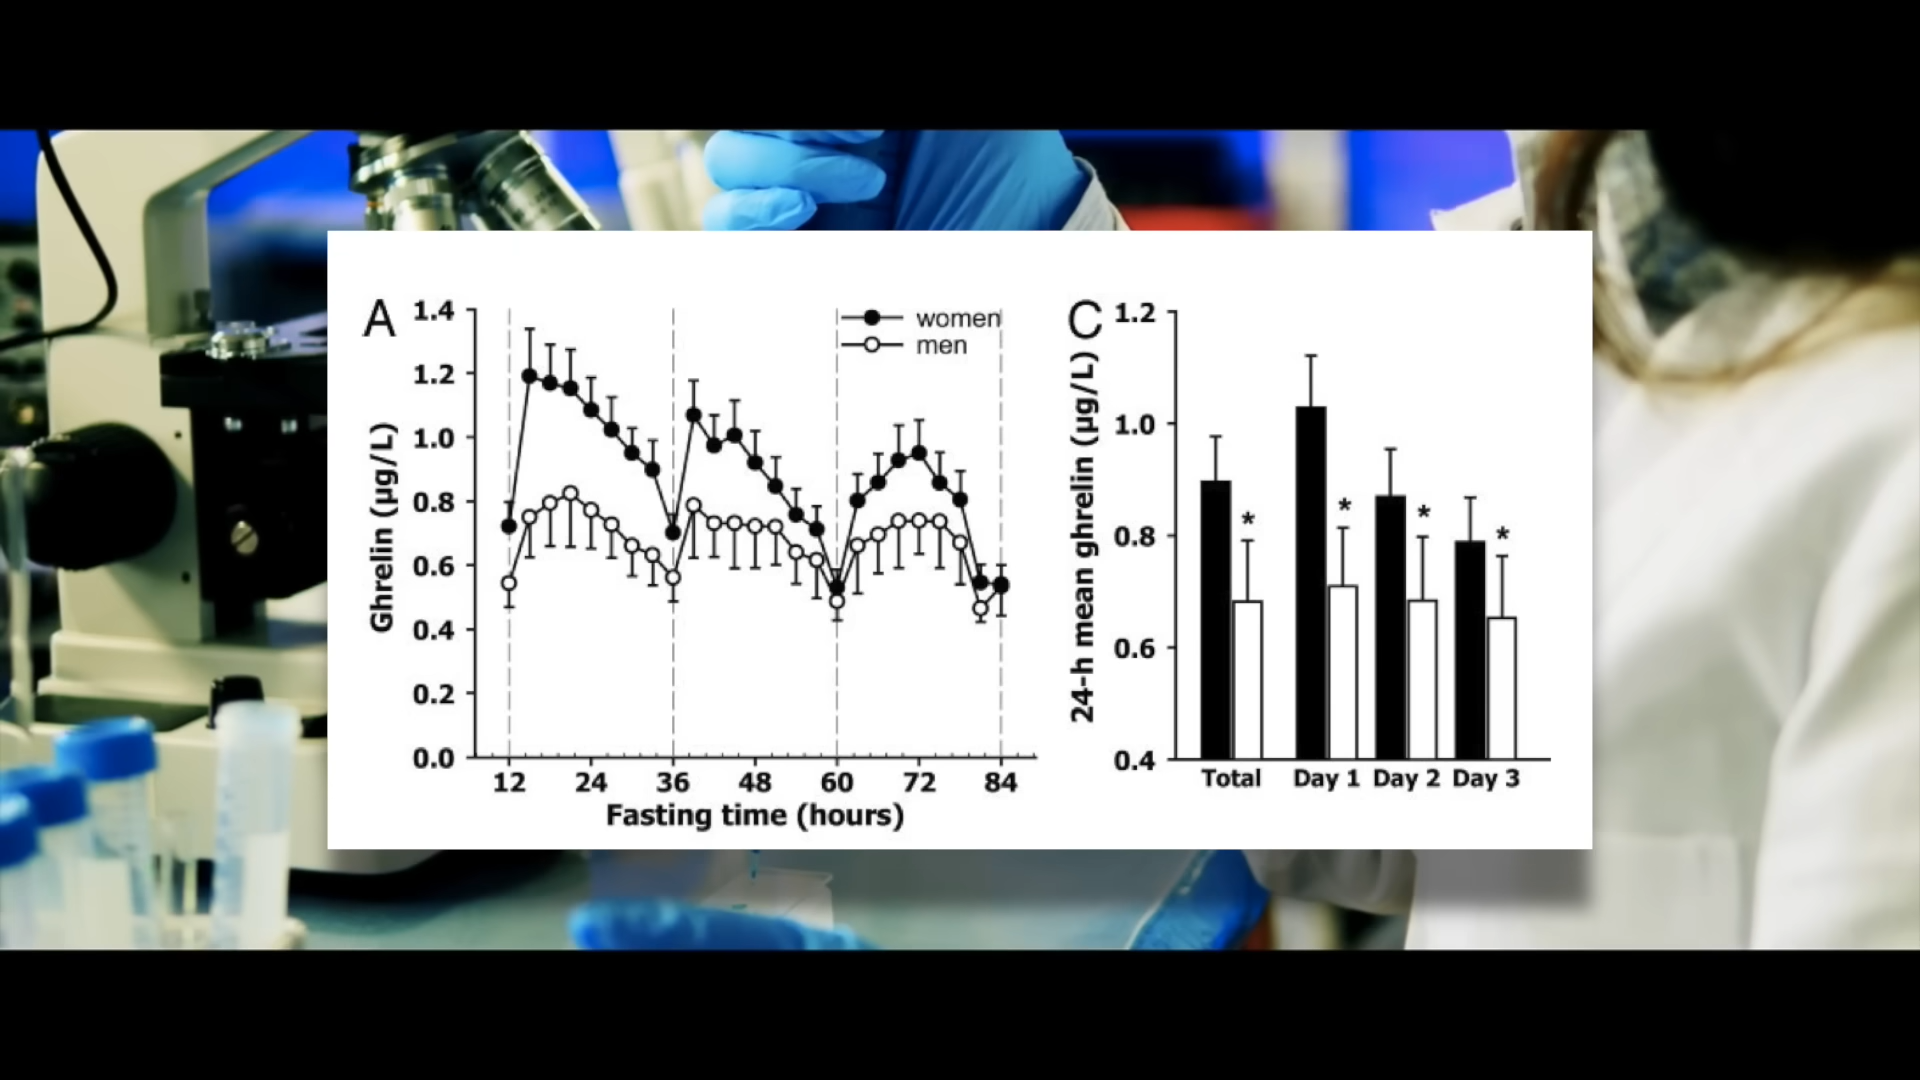 A
1.4
1.2
1.0
0.8
0.6
0.4
0.2
0.0
Ghrelin (µg/L)
women
men
12 24 36 48 60 72 84
Fasting time (hours)
C
1.2
1.0
0.8
0.6
0.4
24-h mean ghrelin (µg/L)
* * * *
Total Day 1 Day 2 Day 3